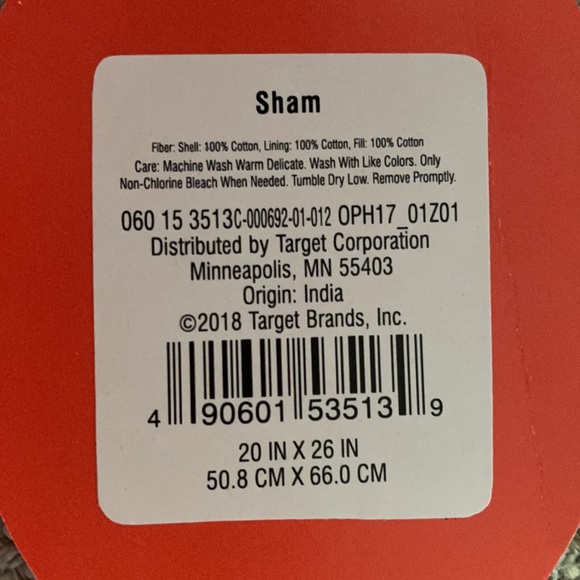 Sham
Fiber: Shell: 100% Cotton, Lining: 100% Cotton, Fill: 100% Cotton
Care: Machine Wash Warm Delicate. Wash With Like Colors. Only
Non-Chlorine Bleach When Needed. Tumble Dry Low. Remove Promptly.
060 15 3513C-000692-01-012 OPH17_01Z01
Distributed by Target Corporation
Minneapolis, MN 55403
Origin: India
©2018 Target Brands, Inc.
4 90601 53513 9
20 IN X 26 IN
50.8 CM X 66.0 CM